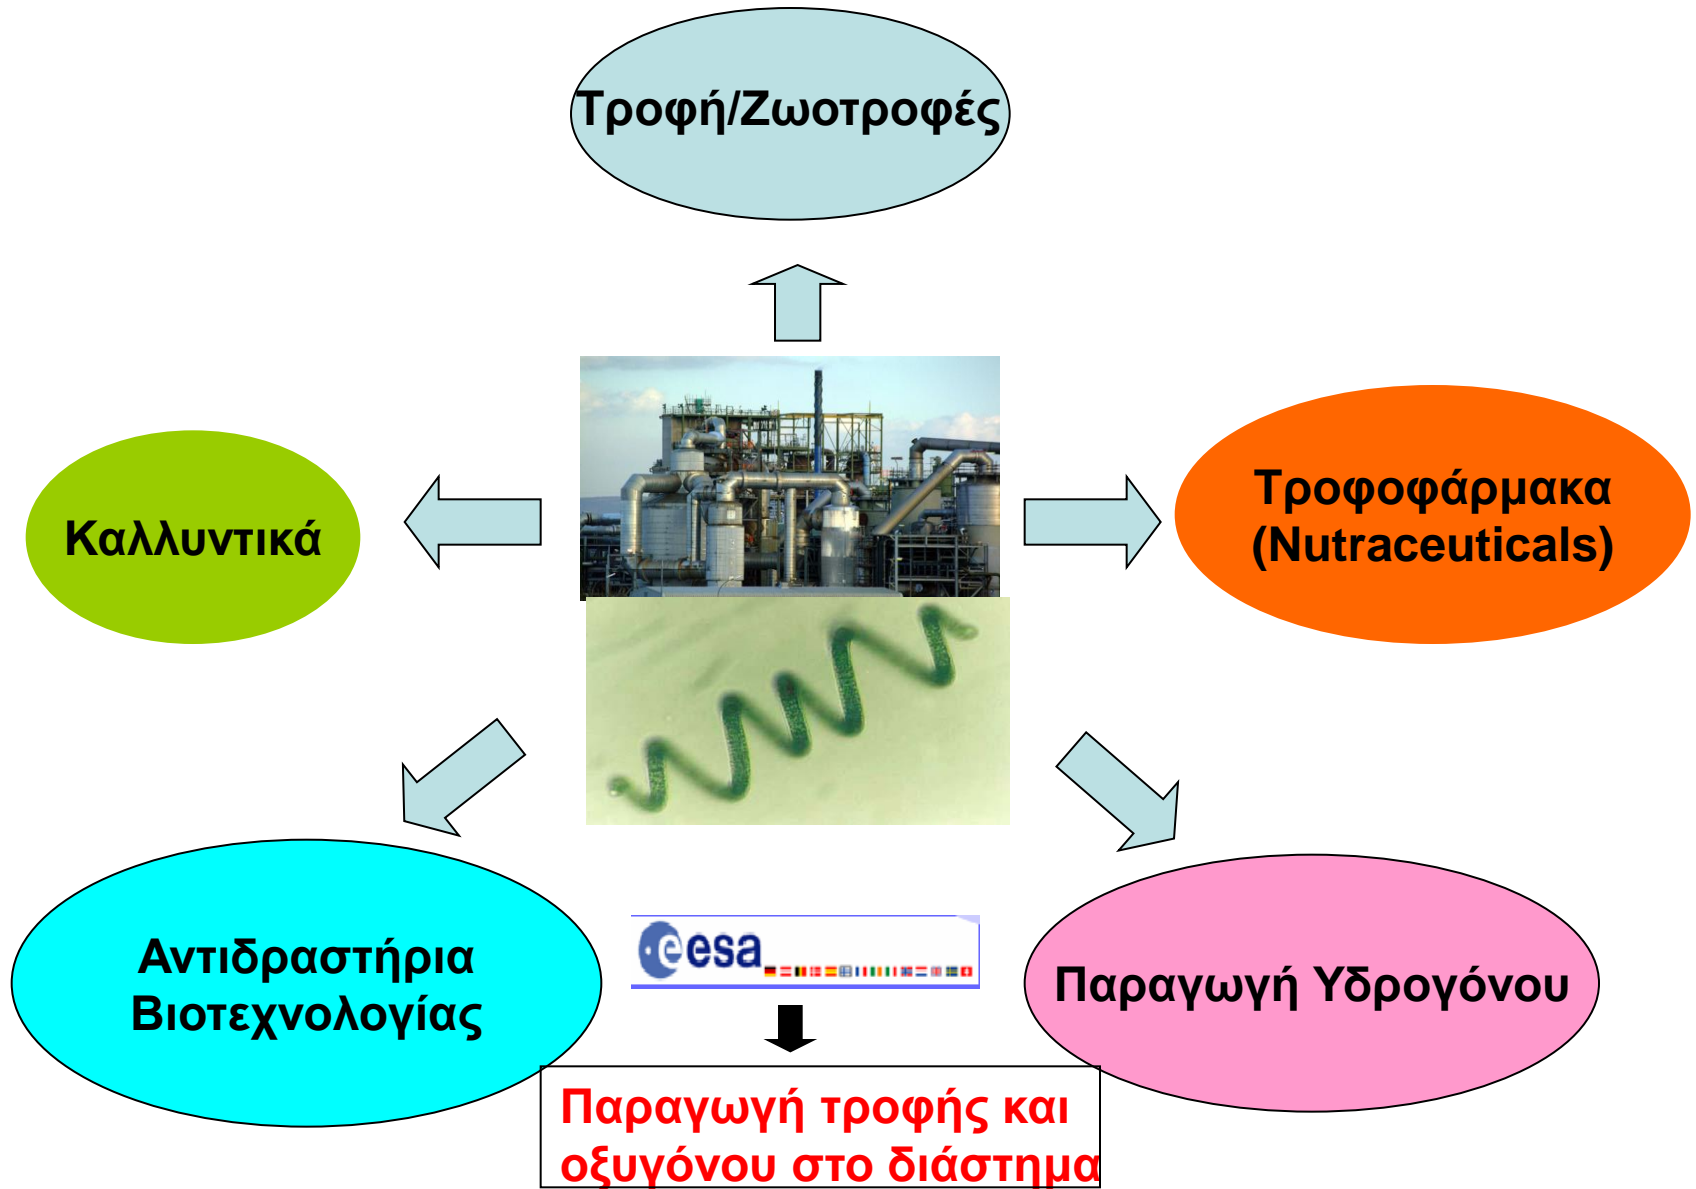 Τροφή/Ζωοτροφές
Καλλυντικά
Τροφοφάρμακα
(Nutraceuticals)
Αντιδραστήρια
Βιοτεχνολογίας
esa
Παραγωγή Υδρογόνου
Παραγωγή τροφής και
οξυγόνου στο διάστημα